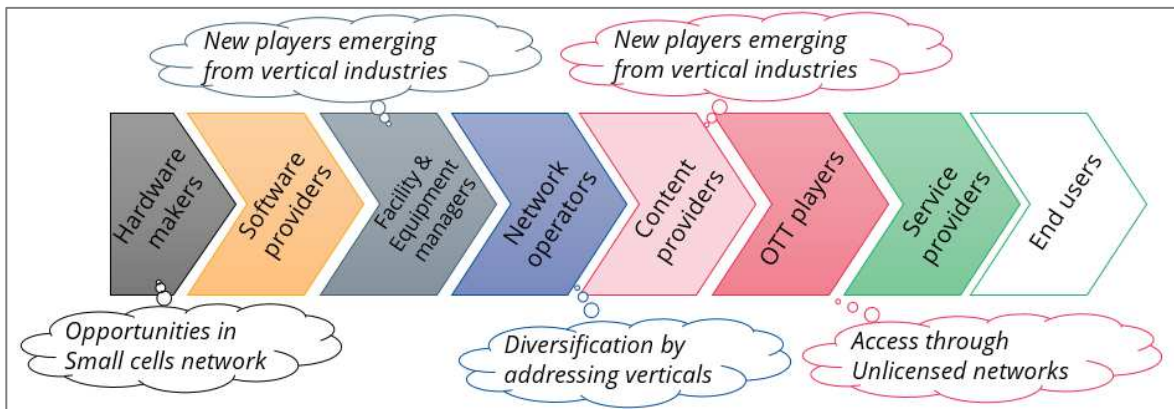 New players emerging
from vertical industries
New players emerging
from vertical industries
Hardware
makers
Software
providers
Facility &
Equipment
managers
Network
operators
Content
providers
OTT players
Service
providers
End users
Opportunities in
Small cells network
Diversification by
addressing verticals
Access through
Unlicensed networks